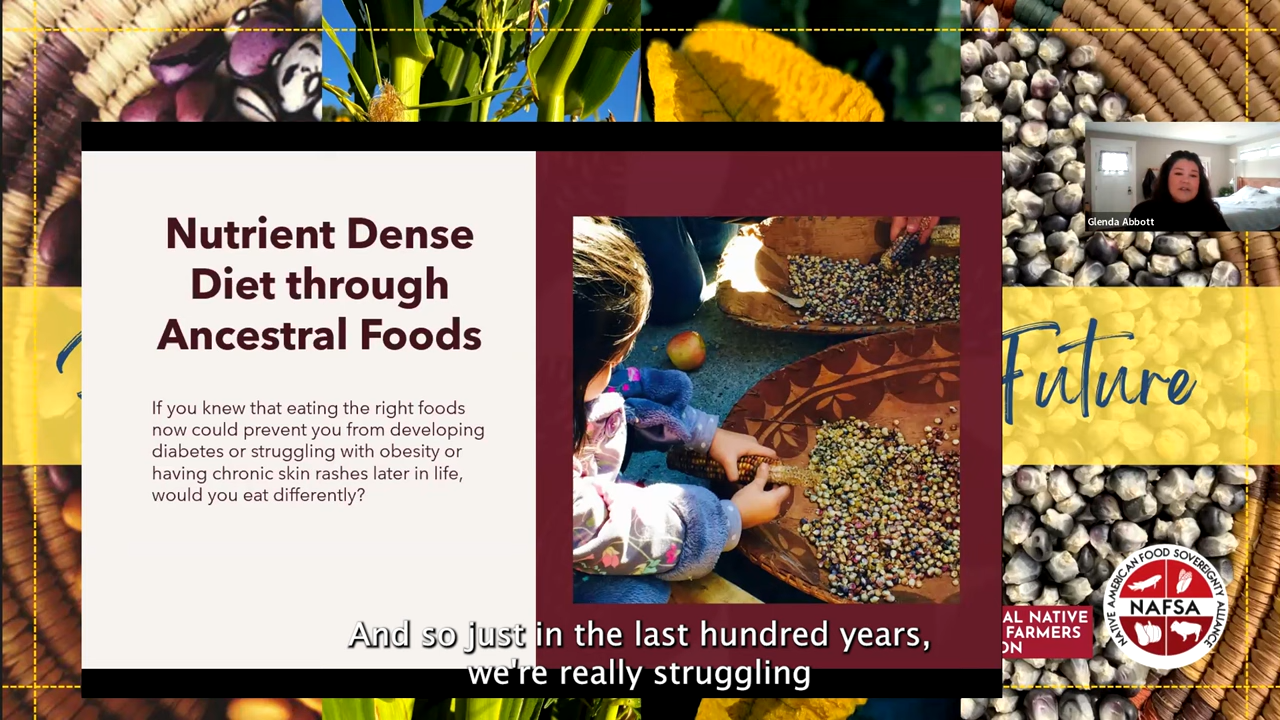 Nutrient Dense
Diet through
Ancestral Foods
If you knew that eating the right foods
now could prevent you from developing
diabetes or struggling with obesity or
having chronic skin rashes later in life,
would you eat differently?
Glenda Abbott
Future
AL NATIVE
FARMERS
ON
NATIVE AMERICAN FOOD SOVEREIGNTY ALLIANCE
NAFSA
And so just in the last hundred years,
we're really struggling